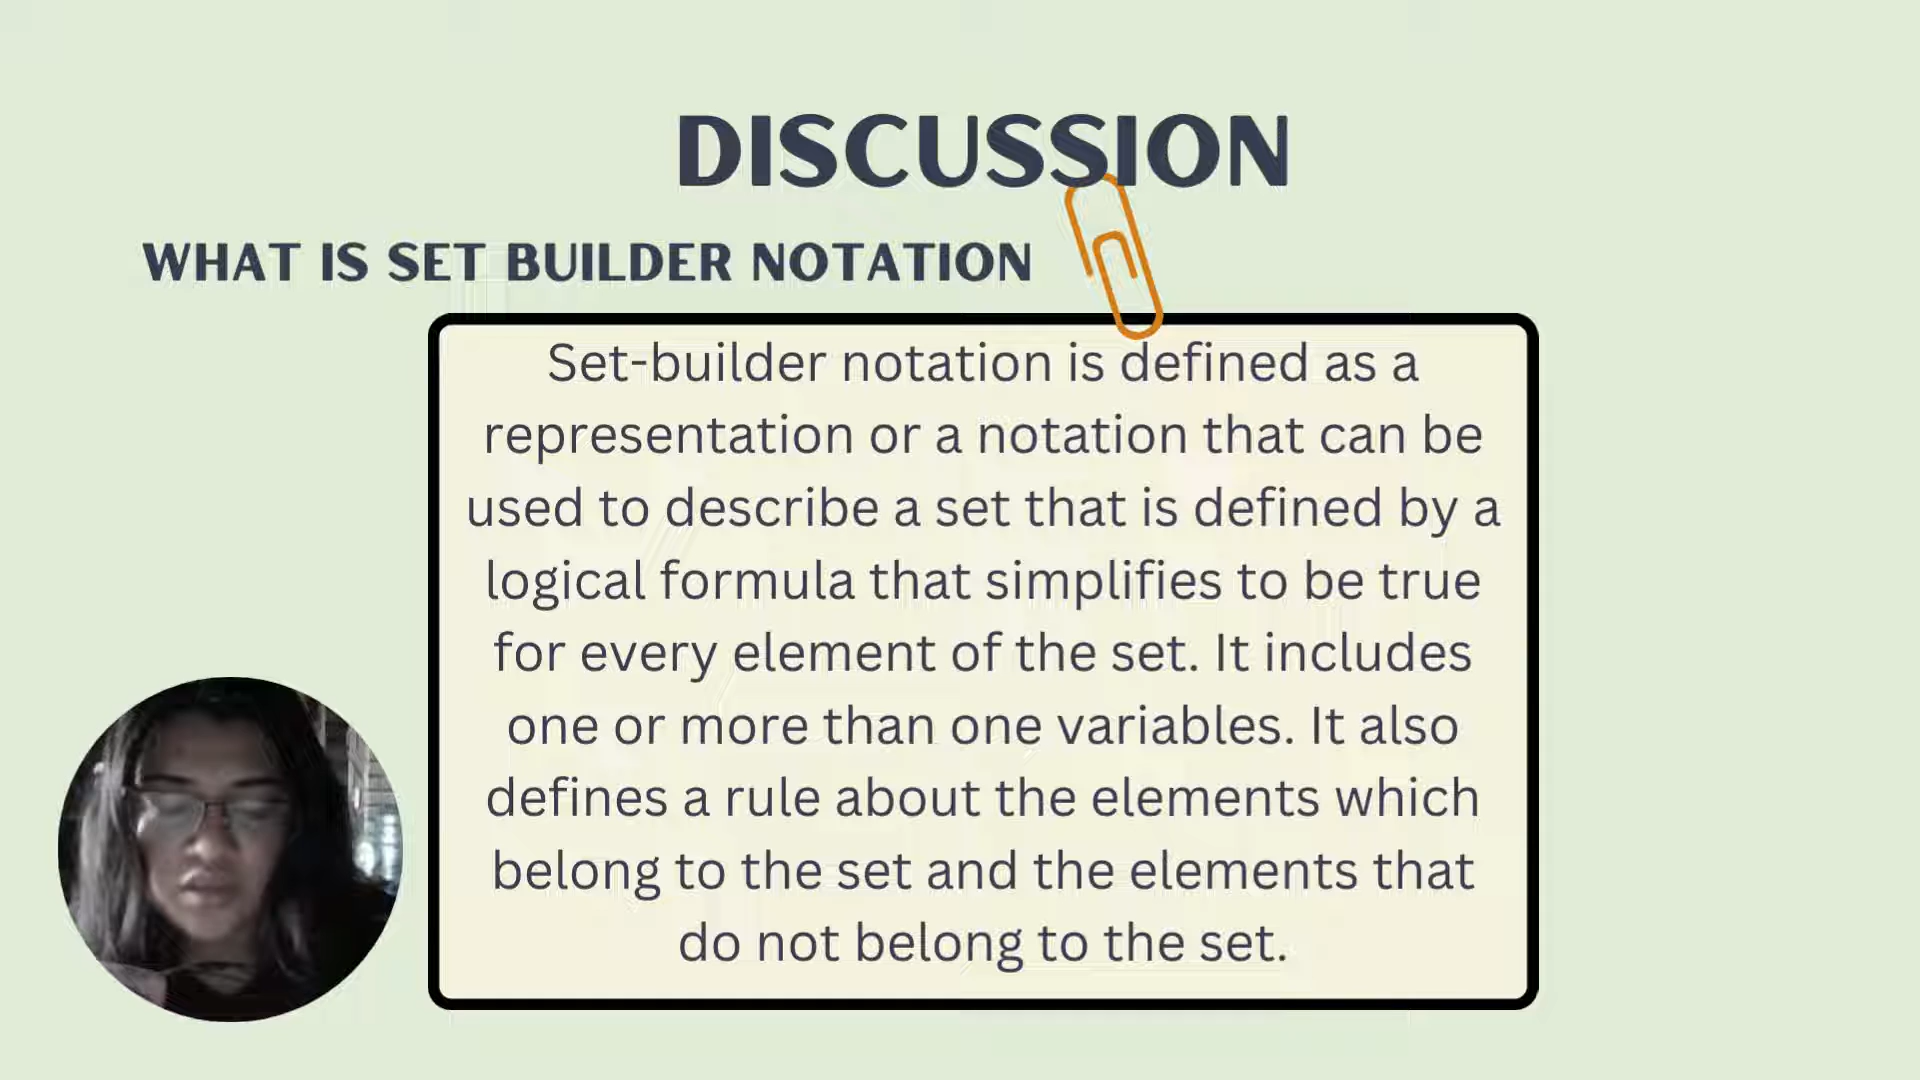 DISCUSSION
WHAT IS SET BUILDER NOTATION
Set-builder notation is defined as a
representation or a notation that can be
used to describe a set that is defined by a
logical formula that simplifies to be true
for every element of the set. It includes
one or more than one variables. It also
defines a rule about the elements which
belong to the set and the elements that
do not belong to the set.